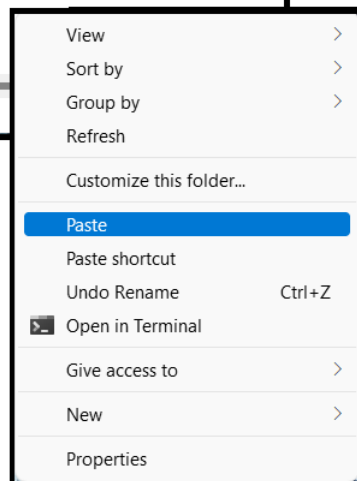 View
Sort by
Group by
Refresh
Customize this folder...
Paste
Paste shortcut
Undo Rename Ctrl+Z
Open in Terminal
Give access to
New
Properties